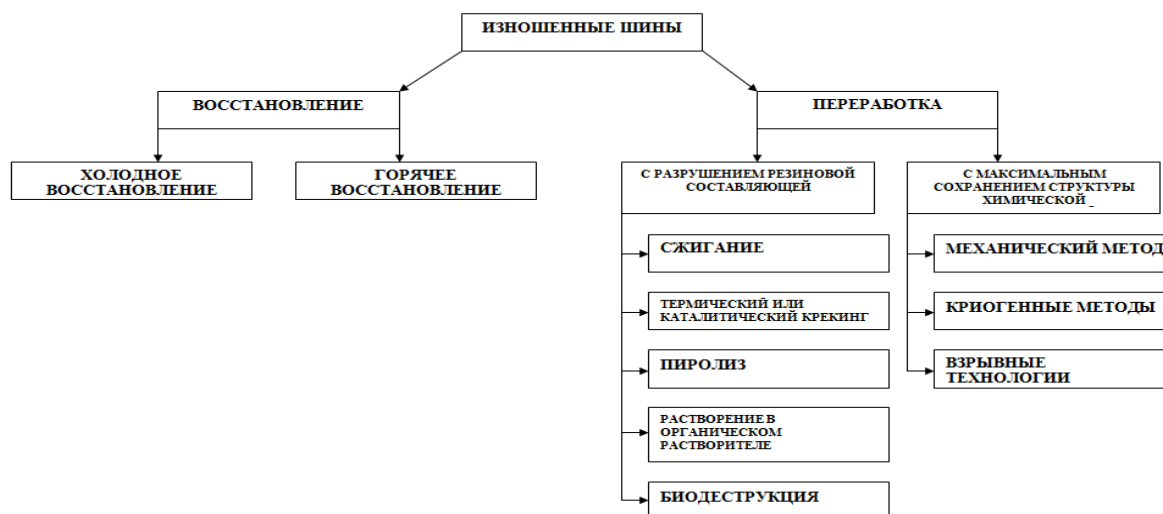 ИЗНОШЕННЫЕ ШИНЫ
ВОССТАНОВЛЕНИЕ
ПЕРЕРАБОТКА
ХОЛОДНОЕ
ВОССТАНОВЛЕНИЕ
ГОРЯЧЕЕ
ВОССТАНОВЛЕНИЕ
С РАЗРУШЕНИЕМ РЕЗИНОВОЙ
СОСТАВЛЯЮЩЕЙ
С МАКСИМАЛЬНЫМ
СОХРАНЕНИЕМ СТРУКТУРЫ
ХИМИЧЕСКОЙ
СЖИГАНИЕ
ТЕРМИЧЕСКИЙ ИЛИ
КАТАЛИТИЧЕСКИЙ КРЕКИНГ
ПИРОЛИЗ
РАСТВОРЕНИЕ В
ОРГАНИЧЕСКОМ
РАСТВОРИТЕЛЕ
БИОДЕСТРУКЦИЯ
МЕХАНИЧЕСКИЙ МЕТОД
КРИОГЕННЫЕ МЕТОДЫ
ВЗРЫВНЫЕ
ТЕХНОЛОГИИ